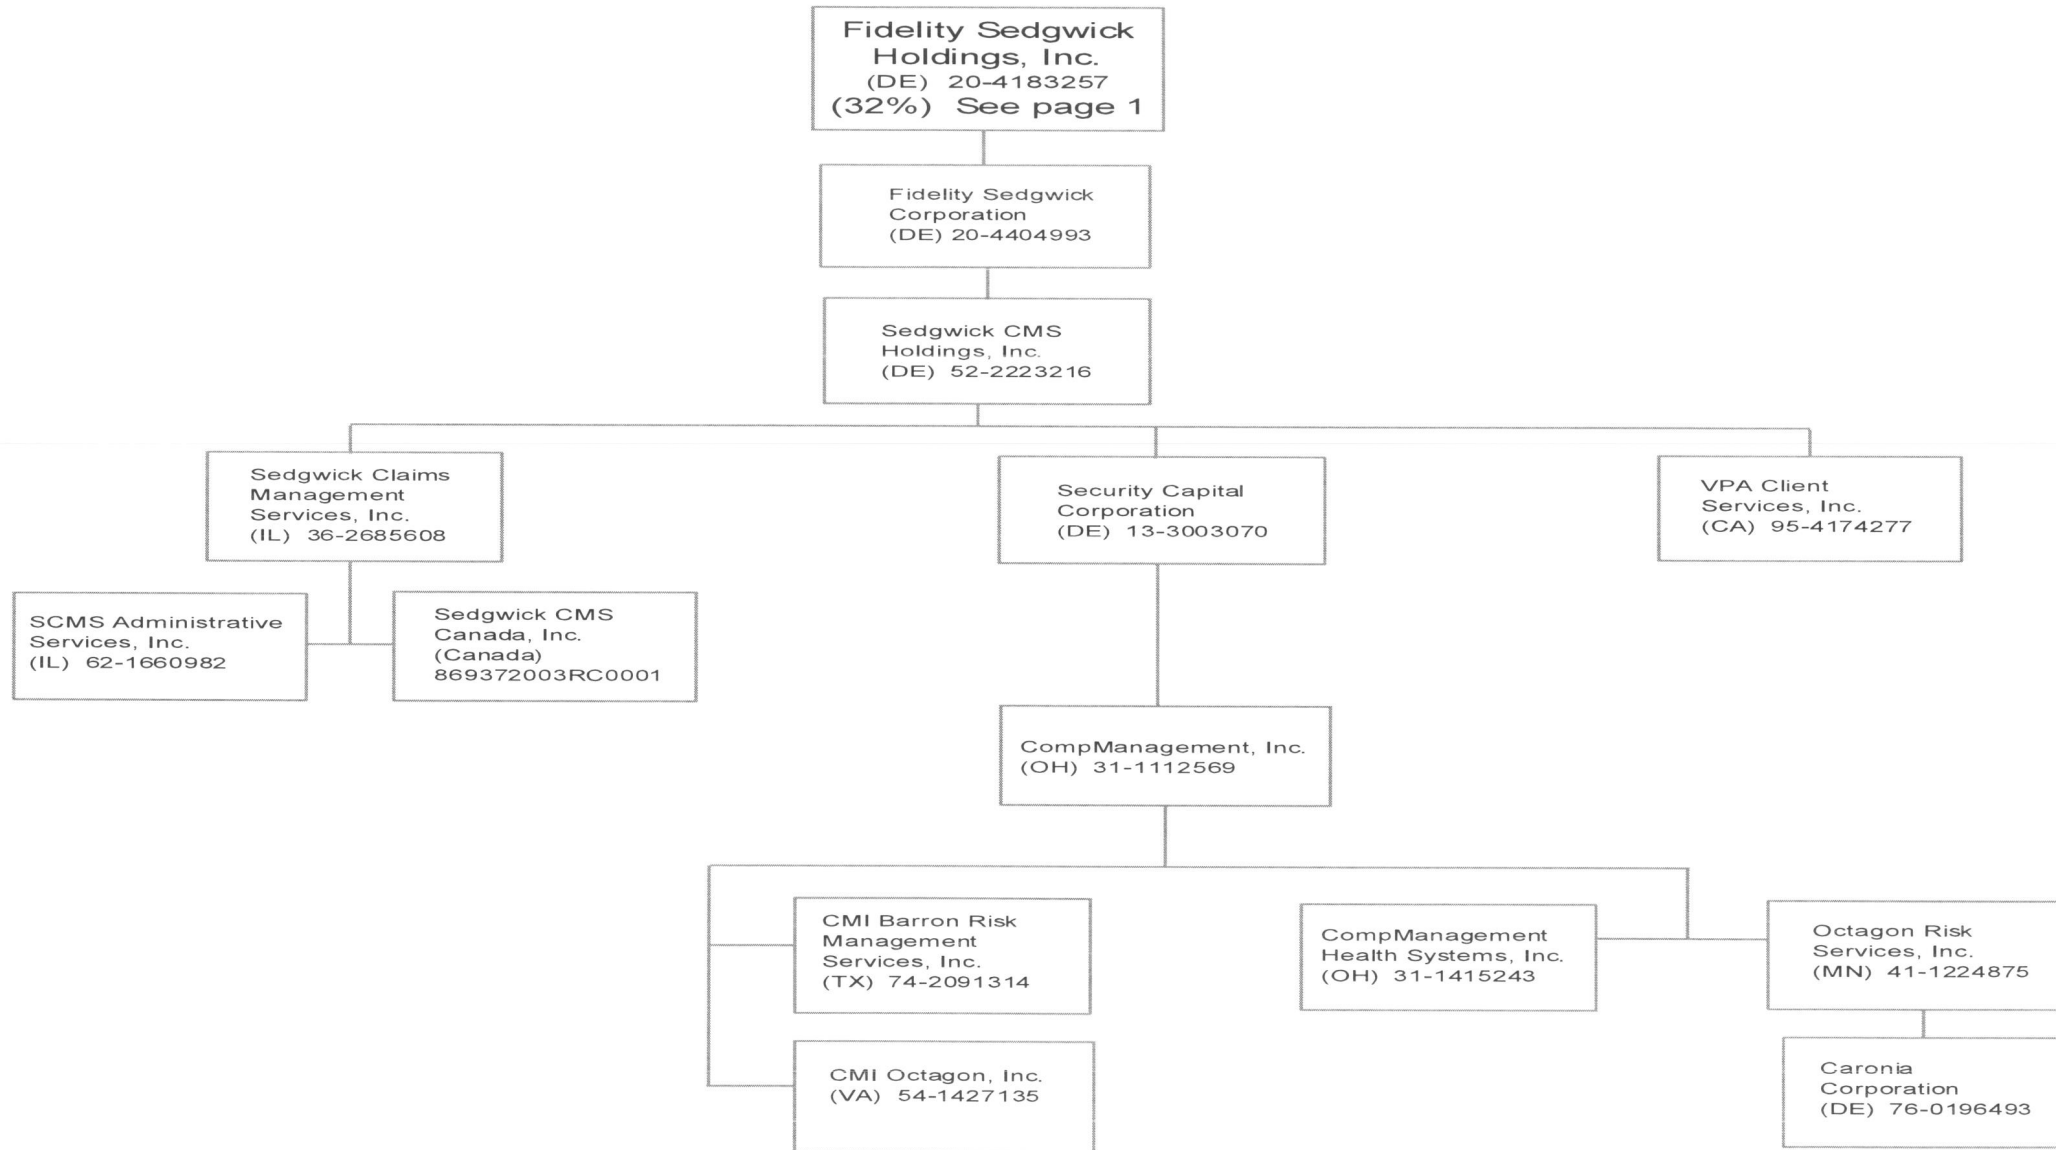 Fidelity Sedgwick
Holdings, Inc.
(DE) 20-4183257
(32%) See page 1
Fidelity Sedgwick
Corporation
(DE) 20-4404993
Sedgwick CMS
Holdings, Inc.
(DE) 52-2223216
Sedgwick Claims
Management
Services, Inc.
(IL) 36-2685608
Security Capital
Corporation
(DE) 13-3003070
VPA Client
Services, Inc.
(CA) 95-4174277
SCMS Administrative
Services, Inc.
(IL) 62-1660982
Sedgwick CMS
Canada, Inc.
(Canada)
869372003RC0001
CompManagement, Inc.
(OH) 31-1112569
CMI Barron Risk
Management
Services, Inc.
(TX) 74-2091314
CompManagement
Health Systems, Inc.
(OH) 31-1415243
Octagon Risk
Services, Inc.
(MN) 41-1224875
CMI Octagon, Inc.
(VA) 54-1427135
Caronia
Corporation
(DE) 76-0196493